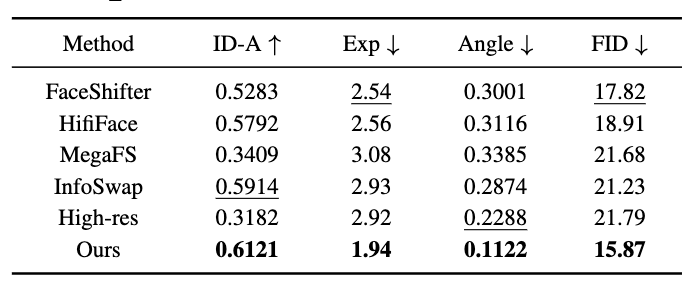 Method ID-A ↑ Exp ↓ Angle ↓ FID ↓
FaceShifter 0.5283 2.54 0.3001 17.82
HifiFace 0.5792 2.56 0.3116 18.91
MegaFS 0.3409 3.08 0.3385 21.68
InfoSwap 0.5914 2.93 0.2874 21.23
High-res 0.3182 2.92 0.2288 21.79
Ours 0.6121 1.94 0.1122 15.87